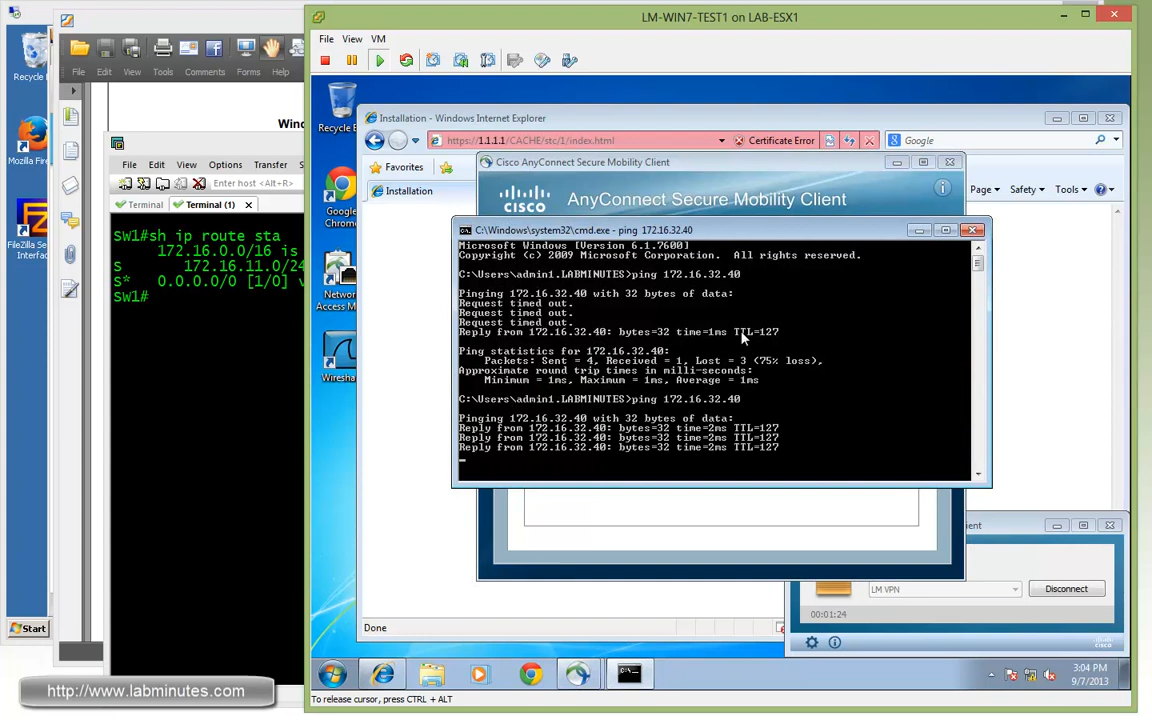 LM-WIN7-TEST1 on LAB-ESX1
File View VM
File Edit View Tools Comments Forms Help
Recycle
Mozilla Fire
FileZilla Se
Start
Wind
File Edit View Options Transfer
Enter host <Alt+R>
Terminal
Terminal (1)
SW1#sh ip route sta
172.16.0.0/16 is
S 172.16.11.0/24
S* 0.0.0.0/0 [1/0] v
SW1#
Recycle B
Google
Chrome
Networ
Access M
Wiresha
Installation - Windows Internet Explorer
https://1.1.1.1/CACHE/stc/1/index.html
Certificate Error
Google
Favorites
Installation
Page
Safety
Tools
Cisco AnyConnect Secure Mobility Client
CISCO
AnyConnect Secure Mobility Client
C:\Windows\system32\cmd.exe - ping 172.16.32.40
Microsoft Windows [Version 6.1.7600]
Copyright (c) 2009 Microsoft Corporation. All rights reserved.
C:\Users\admin1.LABMINUTES>ping 172.16.32.40
Pinging 172.16.32.40 with 32 bytes of data:
Request timed out.
Request timed out.
Request timed out.
Reply from 172.16.32.40: bytes=32 time=1ms TTL=127
Ping statistics for 172.16.32.40:
Packets: Sent = 4, Received = 1, Lost = 3 (75% loss),
Approximate round trip times in milli-seconds:
Minimum = 1ms, Maximum = 1ms, Average = 1ms
C:\Users\admin1.LABMINUTES>ping 172.16.32.40
Pinging 172.16.32.40 with 32 bytes of data:
Reply from 172.16.32.40: bytes=32 time=2ms TTL=127
Reply from 172.16.32.40: bytes=32 time=2ms TTL=127
Reply from 172.16.32.40: bytes=32 time=2ms TTL=127
ient
LM VPN
Disconnect
00:01:24
CISCO
Done
3:04 PM
9/7/2013
To release cursor, press CTRL + ALT
http://www.labminutes.com